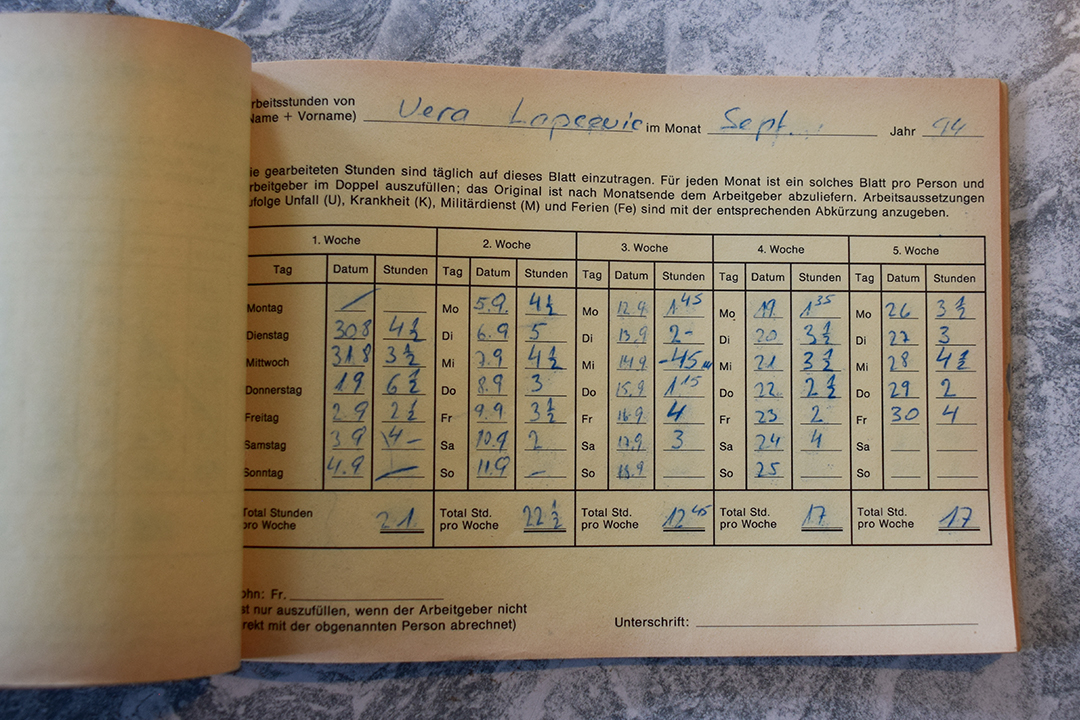 rbeitsstunden von
Name + Vorname) Vera im Monat Sept. Jahr 94
ie gearbeiteten Stunden sind täglich auf dieses Blatt einzutragen. Für jeden Monat ist ein solches Blatt pro Person und
rbeitgeber im Doppel auszufüllen; das Original ist nach Monatsende dem Arbeitgeber abzuliefern. Arbeitsaussetzungen
ufolge Unfall (U), Krankheit (K), Militärdienst (M) und Ferien (Fe) sind mit der entsprechenden Abkürzung anzugeben.
1. Woche 2. Woche 3. Woche 4. Woche 5. Woche
Tag Datum Stunden Tag Datum Stunden Tag Datum Stunden Tag Datum Stunden Tag Datum Stunden
Montag / Mo 5.9. 4½ Mo 12.9. 1 45 Mo 19 1 35 Mo 26 3½
Dienstag 30 8 4½ Di 6.9 5 Di 13.9 2- Di 20 3½ Di 27 3
Mittwoch 31.8 3½ Mi 7.9 4½ Mi 14.9 -45 Mi 21 3½ Mi 28 4½
Donnerstag 1.9 6½ Do 8.9 3 Do 15.9 1 15 Do 22 2½ Do 29 2
Freitag 2.9 2½ Fr 9.9 3½ Fr 16.9 4 Fr 23 2 Fr 30 4
Samstag 3 9 4 - Sa 10.9 2 Sa 17.9 3 Sa 24 4 Sa
Sonntag 4.9 - So 11.9 - So 18.9 So 25 So
Total Stunden pro Woche 21 Total Std. pro Woche 22½ Total Std. pro Woche 12 45 Total Std. pro Woche 17 Total Std. pro Woche 17
ohn: Fr.
st nur auszufüllen, wenn der Arbeitgeber nicht
rekt mit der obgenannten Person abrechnet)
Unterschrift: